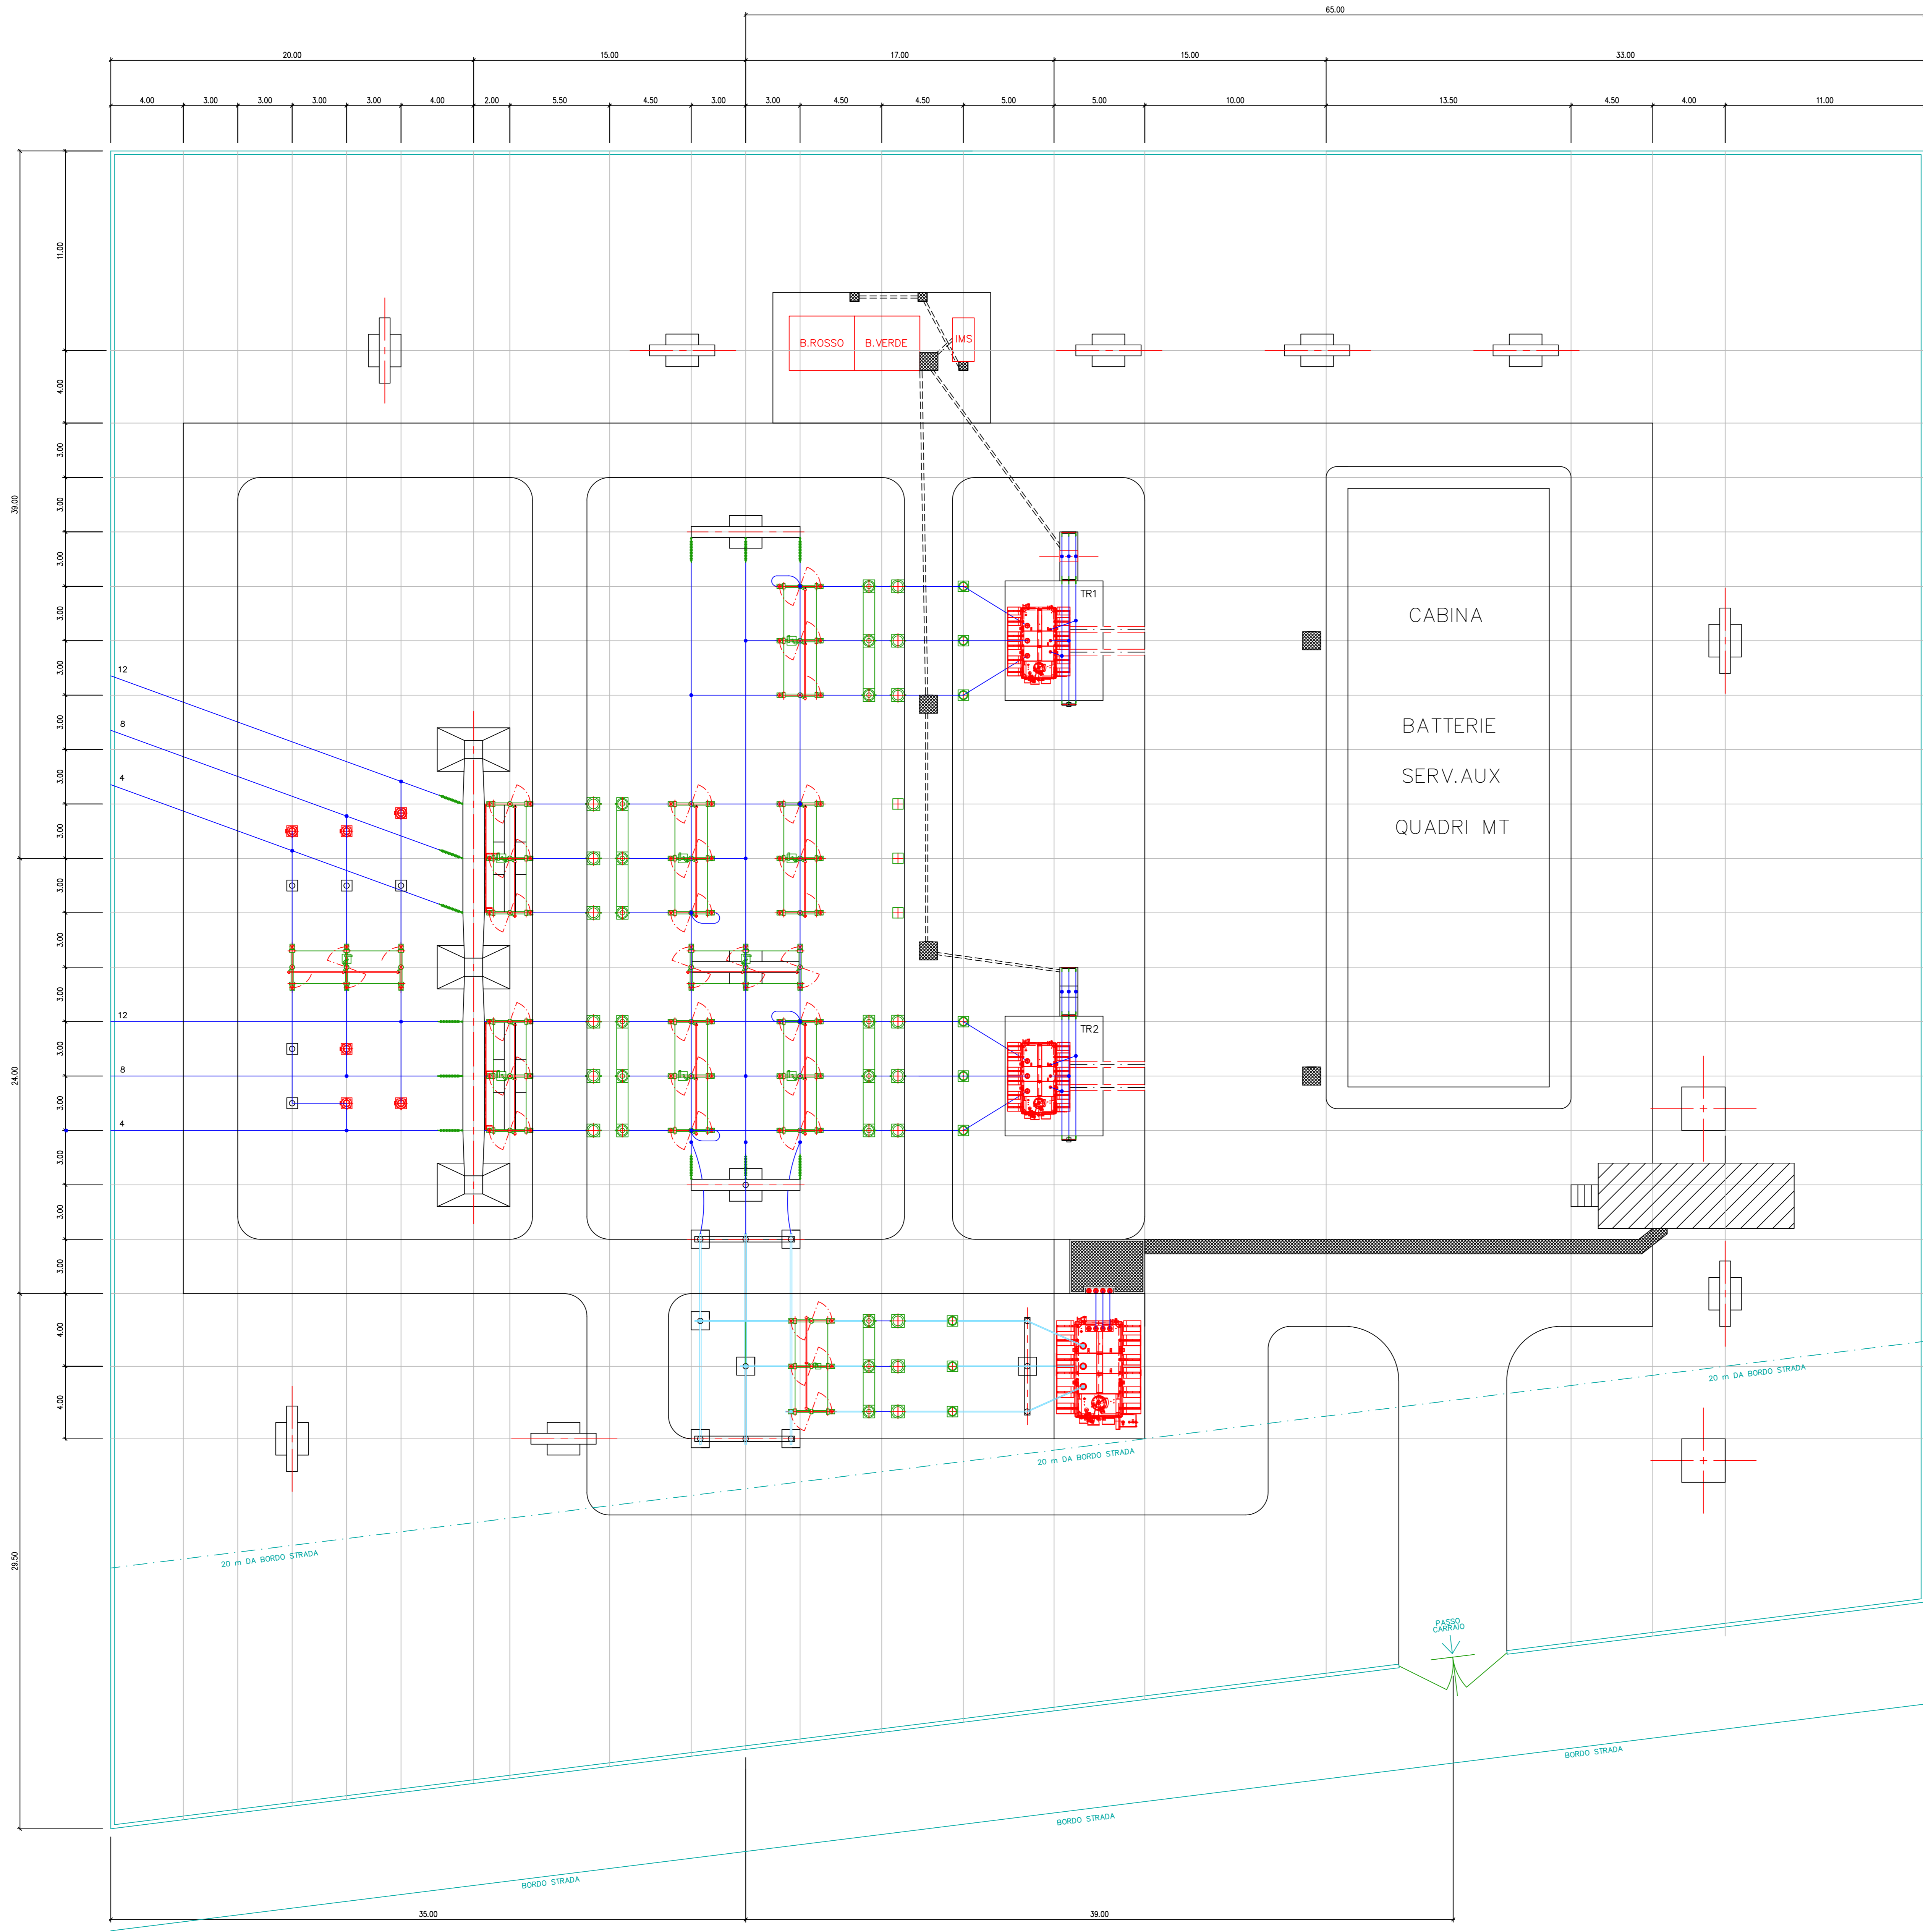 65.00
20.00 15.00 17.00 15.00 33.00
4.00 3.00 3.00 3.00 3.00 4.00 2.00 5.50 4.50 3.00 3.00 4.50 4.50 5.00 5.00 10.00 13.50 4.50 4.00 11.00
11.00
4.00
3.00
39.00
3.00
3.00
3.00
3.00
3.00
3.00
3.00
3.00
3.00
3.00
24.00
3.00
3.00
3.00
3.00
3.00
4.00
4.00
29.50
B.ROSSO
B.VERDE
IMS
TR1
CABINA
BATTERIE
SERV.AUX
QUADRI MT
12
8
4
12
8
4
TR2
20 m DA BORDO STRADA
20 m DA BORDO STRADA
20 m DA BORDO STRADA
PASSO
CARRAIO
BORDO STRADA
BORDO STRADA
BORDO STRADA
35.00
39.00